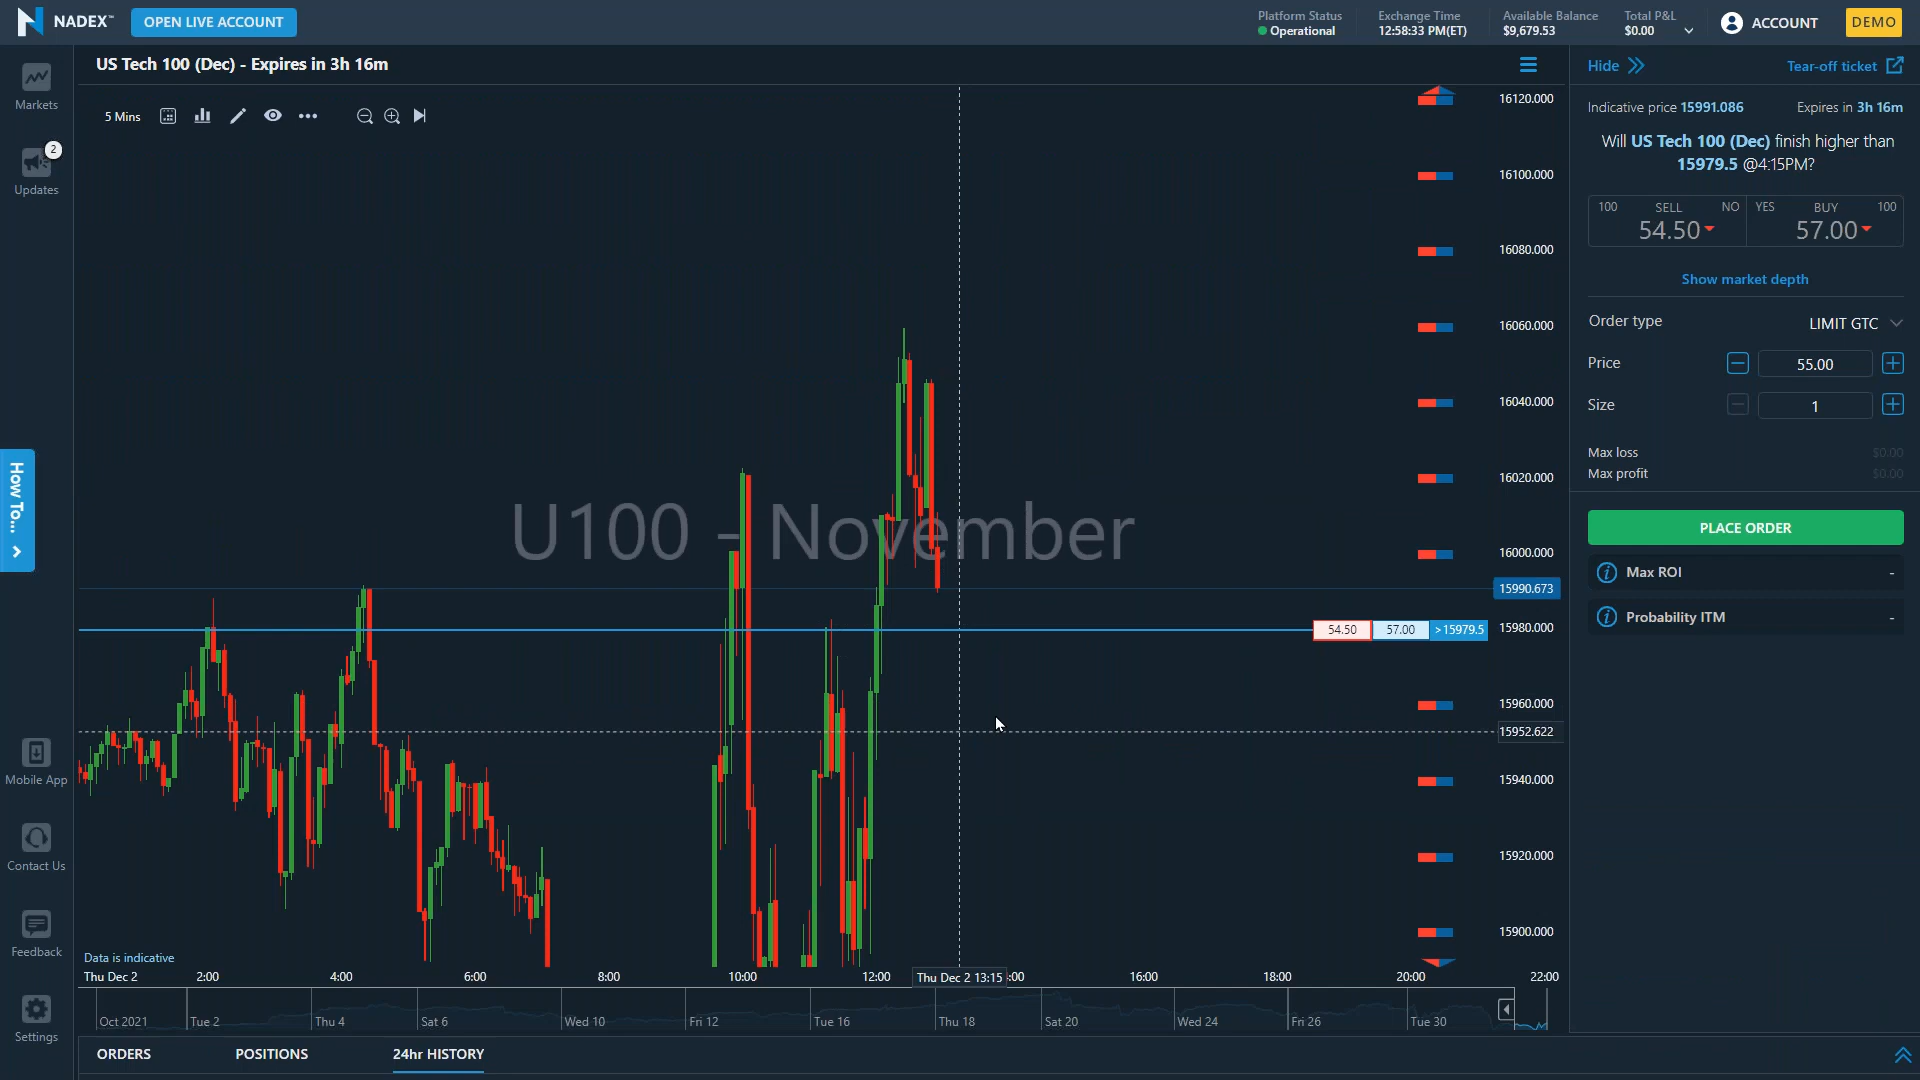 NADEX™
OPEN LIVE ACCOUNT
Platform Status
Operational
Exchange Time
12:58:33 PM(ET)
Available Balance
$9,679.53
Total P&L
$0.00
ACCOUNT
DEMO
Markets
2
Updates
How To...
Mobile App
Contact Us
Feedback
Settings
US Tech 100 (Dec) - Expires in 3h 16m
5 Mins
U100 - November
16120.000
16100.000
16080.000
16060.000
16040.000
16020.000
16000.000
15990.673
54.50 57.00 >15979.5
15980.000
15960.000
15952.622
15940.000
15920.000
15900.000
Data is indicative
Thu Dec 2 2:00 4:00 6:00 8:00 10:00 12:00 Thu Dec 2 13:15 :00 16:00 18:00 20:00 22:00
Oct 2021 Tue 2 Thu 4 Sat 6 Wed 10 Fri 12 Tue 16 Thu 18 Sat 20 Wed 24 Fri 26 Tue 30
ORDERS POSITIONS 24hr HISTORY
Hide
Tear-off ticket
Indicative price 15991.086
Expires in 3h 16m
Will US Tech 100 (Dec) finish higher than
15979.5 @4:15PM?
100 SELL NO YES BUY 100
54.50 57.00
Show market depth
Order type LIMIT GTC
Price 55.00
Size 1
Max loss $0.00
Max profit $0.00
PLACE ORDER
Max ROI -
Probability ITM -